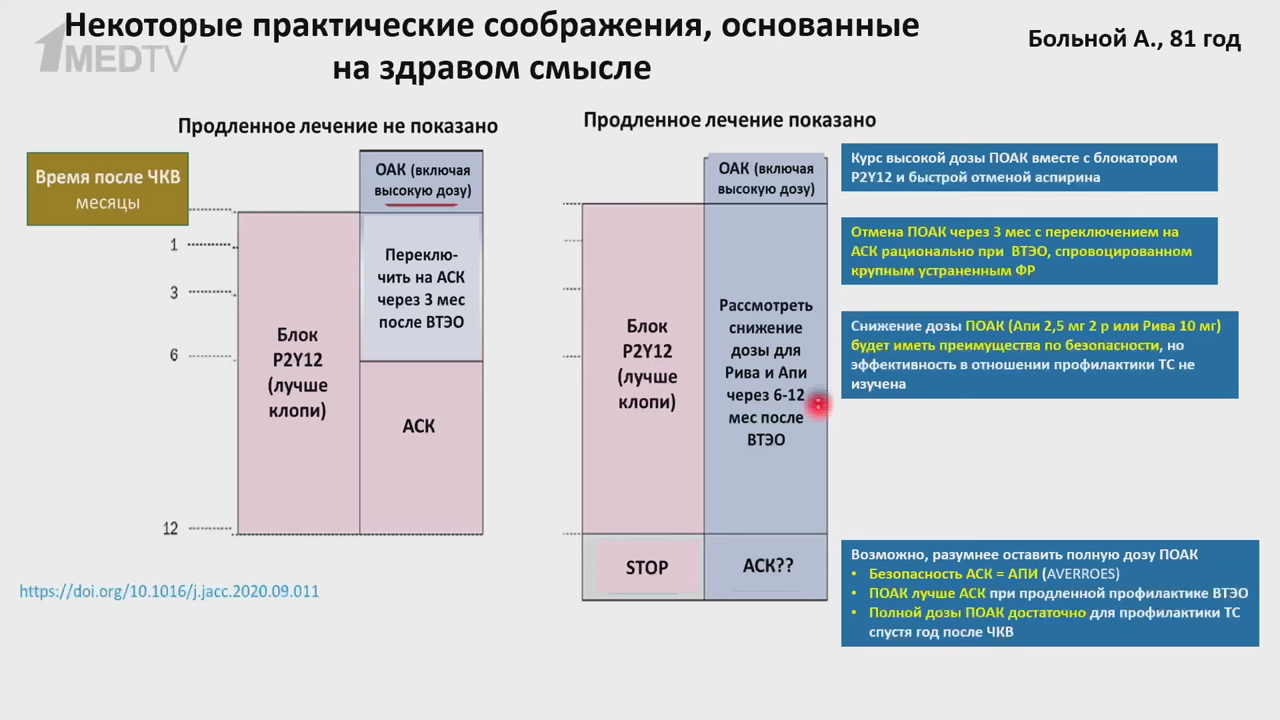 Некоторые практические соображения, основанные
на здравом смысле
Больной А., 81 год
1MEDTV
Продленное лечение не показано
Время после ЧКВ
месяцы
1
3
6
12
ОАК (включая
высокую дозу)
Переклю-
чить на АСК
через 3 мес
после ВТЭО
Блок
P2Y12
(лучше
клопи)
АСК
Продленное лечение показано
ОАК (включая
высокую дозу)
Блок
P2Y12
(лучше
клопи)
Рассмотреть
снижение
дозы для
Рива и Апи
через 6-12
мес после
ВТЭО
STOP
АСК??
Курс высокой дозы ПОАК вместе с блокатором
P2Y12 и быстрой отменой аспирина
Отмена ПОАК через 3 мес с переключением на
АСК рационально при ВТЭО, спровоцированном
крупным устраненным ФР
Снижение дозы ПОАК (Апи 2,5 мг 2 р или Рива 10 мг)
будет иметь преимущества по безопасности, но
эффективность в отношении профилактики ТС не
изучена
Возможно, разумнее оставить полную дозу ПОАК
• Безопасность АСК = АПИ (AVERROES)
• ПОАК лучше АСК при продленной профилактике ВТЭО
• Полной дозы ПОАК достаточно для профилактики ТС
спустя год после ЧКВ
https://doi.org/10.1016/j.jacc.2020.09.011